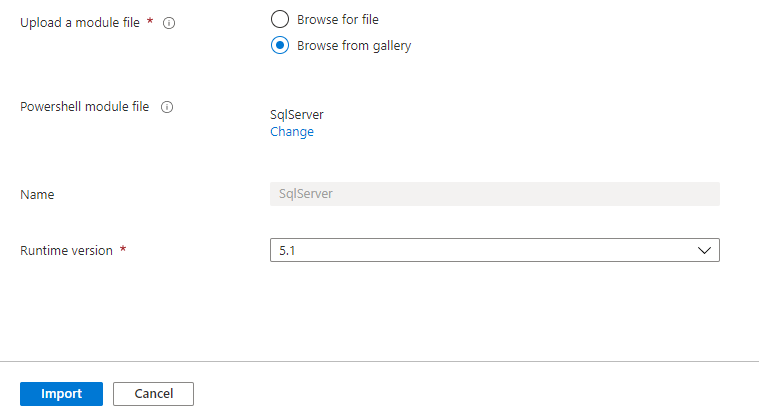 Upload a module file *
Browse for file
Browse from gallery
Powershell module file
SqlServer
Change
Name
SqlServer
Runtime version *
5.1
Import
Cancel